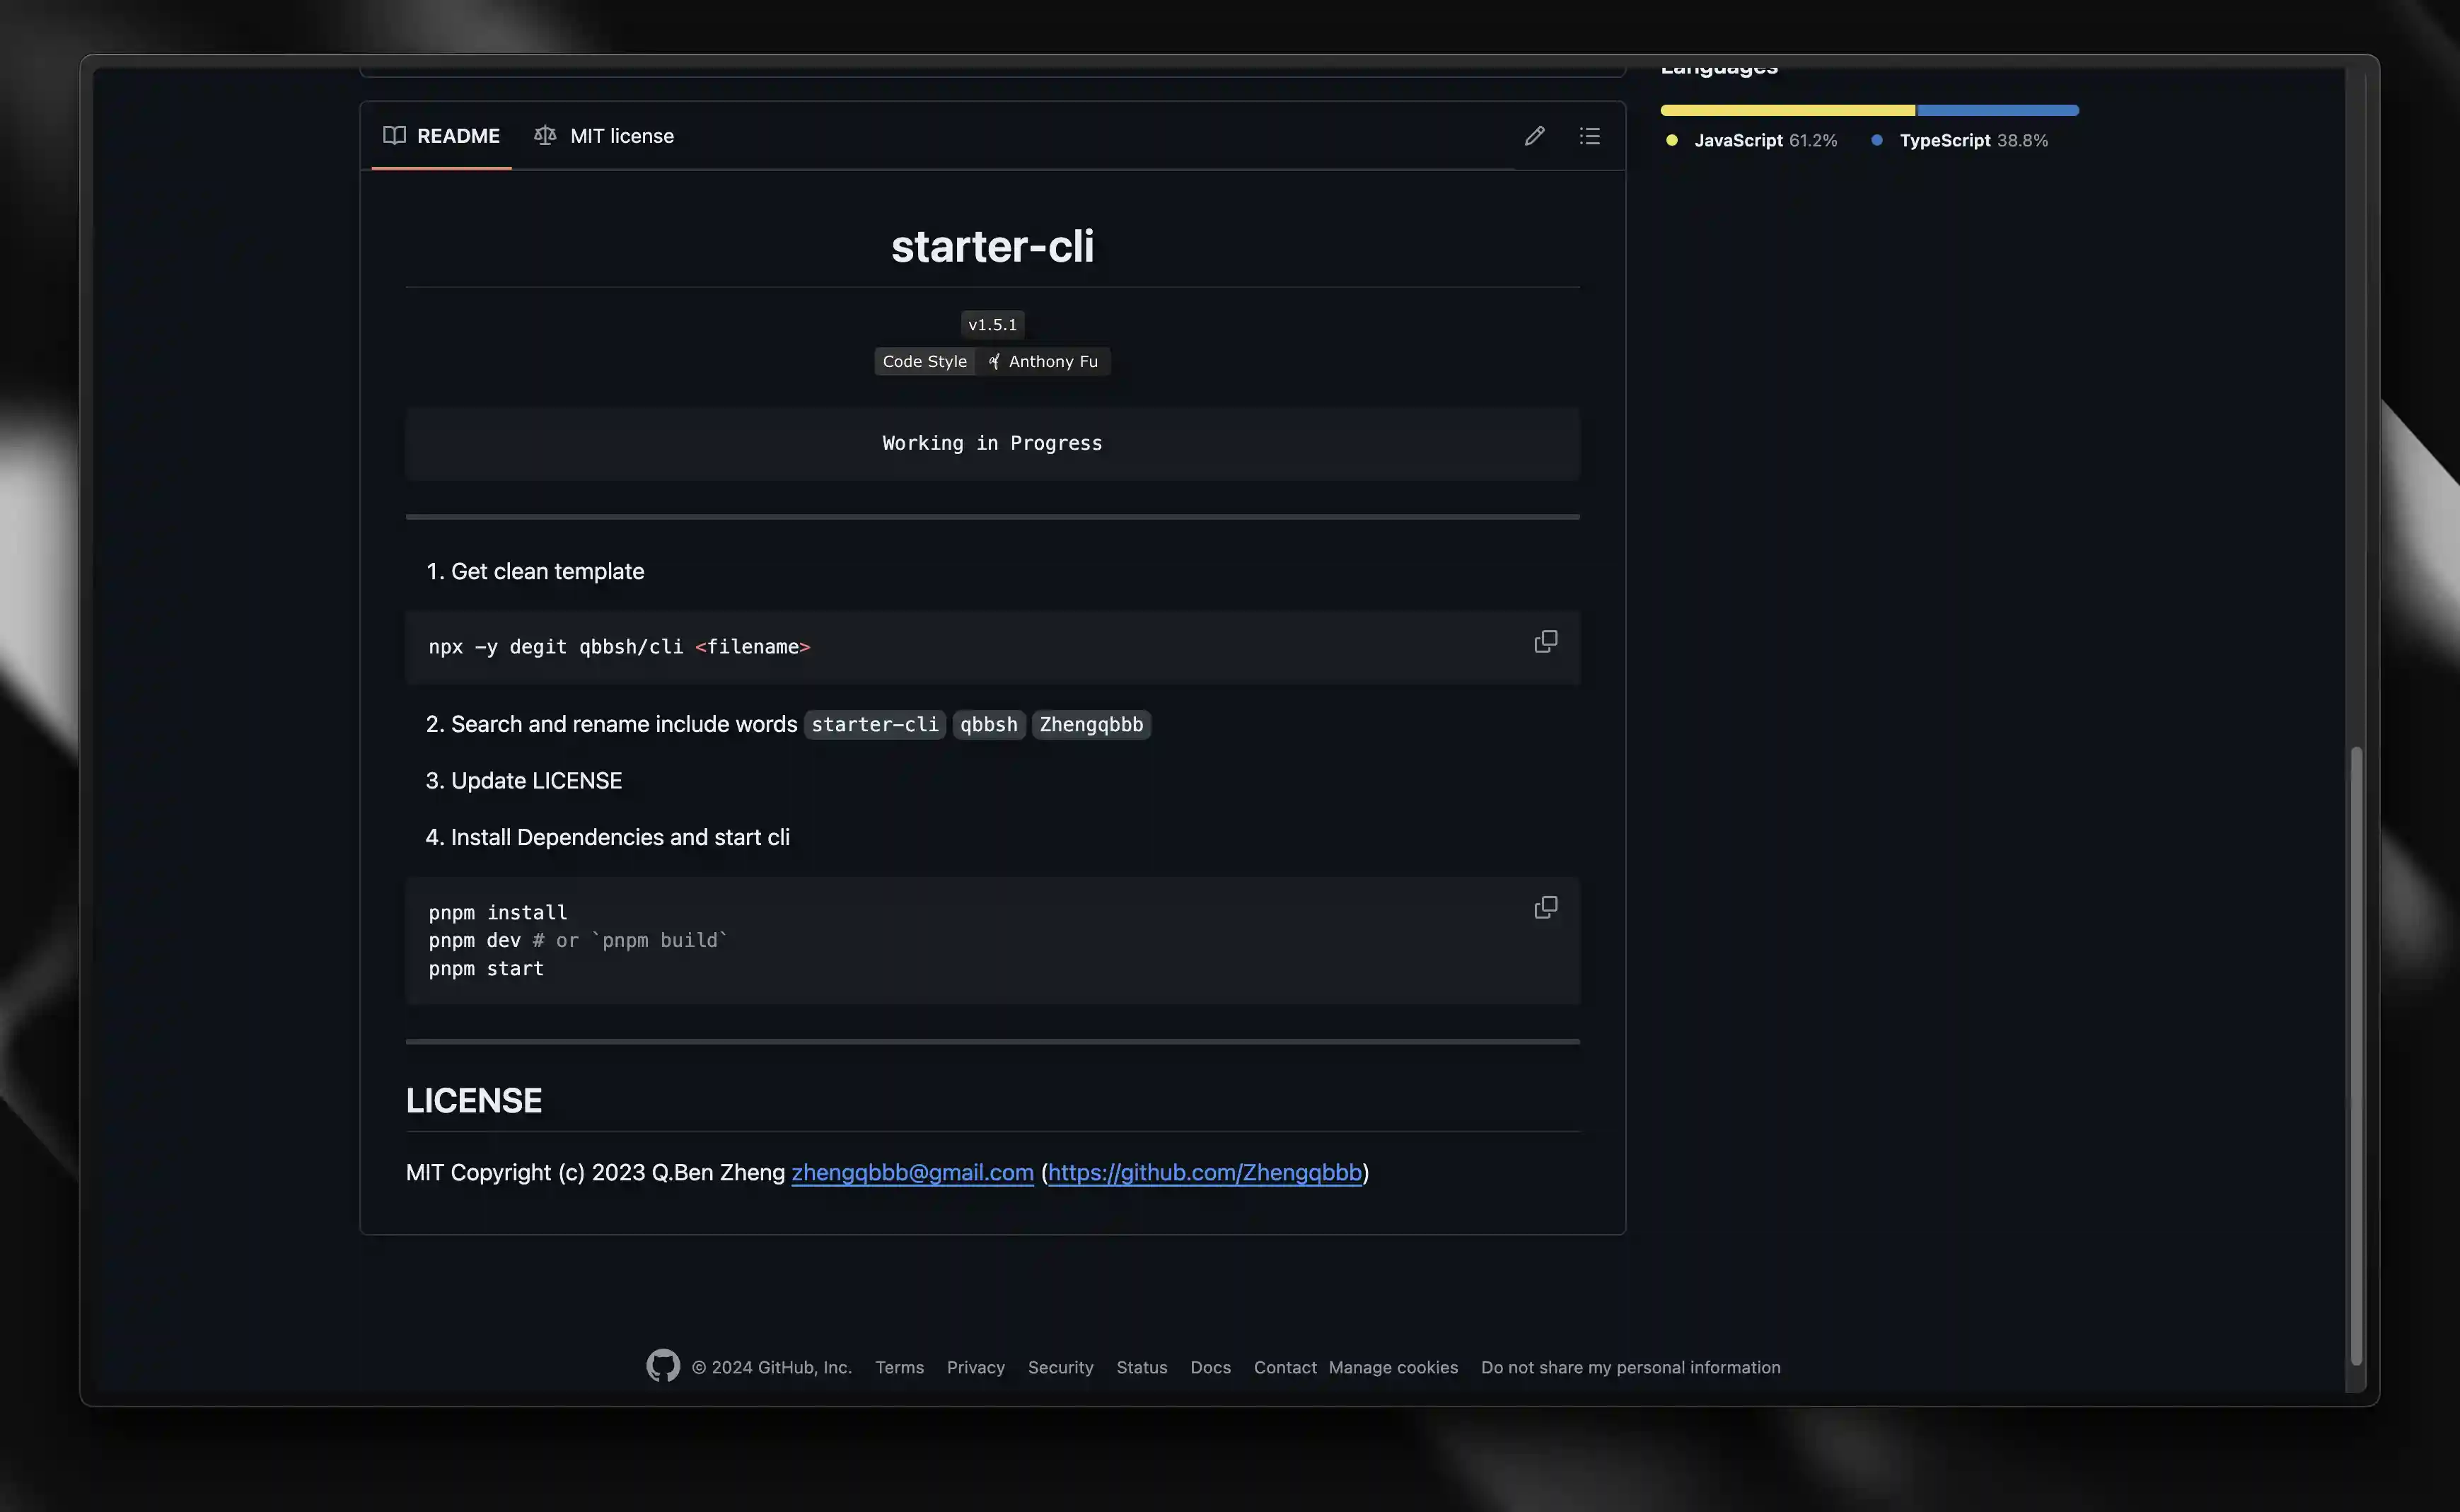 Languages
JavaScript 61.2% TypeScript 38.8%
README MIT license
starter-cli
v1.5.1
Code Style Anthony Fu
Working in Progress
1. Get clean template
npx -y degit qbbsh/cli <filename>
2. Search and rename include words starter-cli qbbsh Zhengqbbb
3. Update LICENSE
4. Install Dependencies and start cli
pnpm install
pnpm dev # or `pnpm build`
pnpm start
LICENSE
MIT Copyright (c) 2023 Q.Ben Zheng zhengqbbb@gmail.com (https://github.com/Zhengqbbb)
© 2024 GitHub, Inc. Terms Privacy Security Status Docs Contact Manage cookies Do not share my personal information